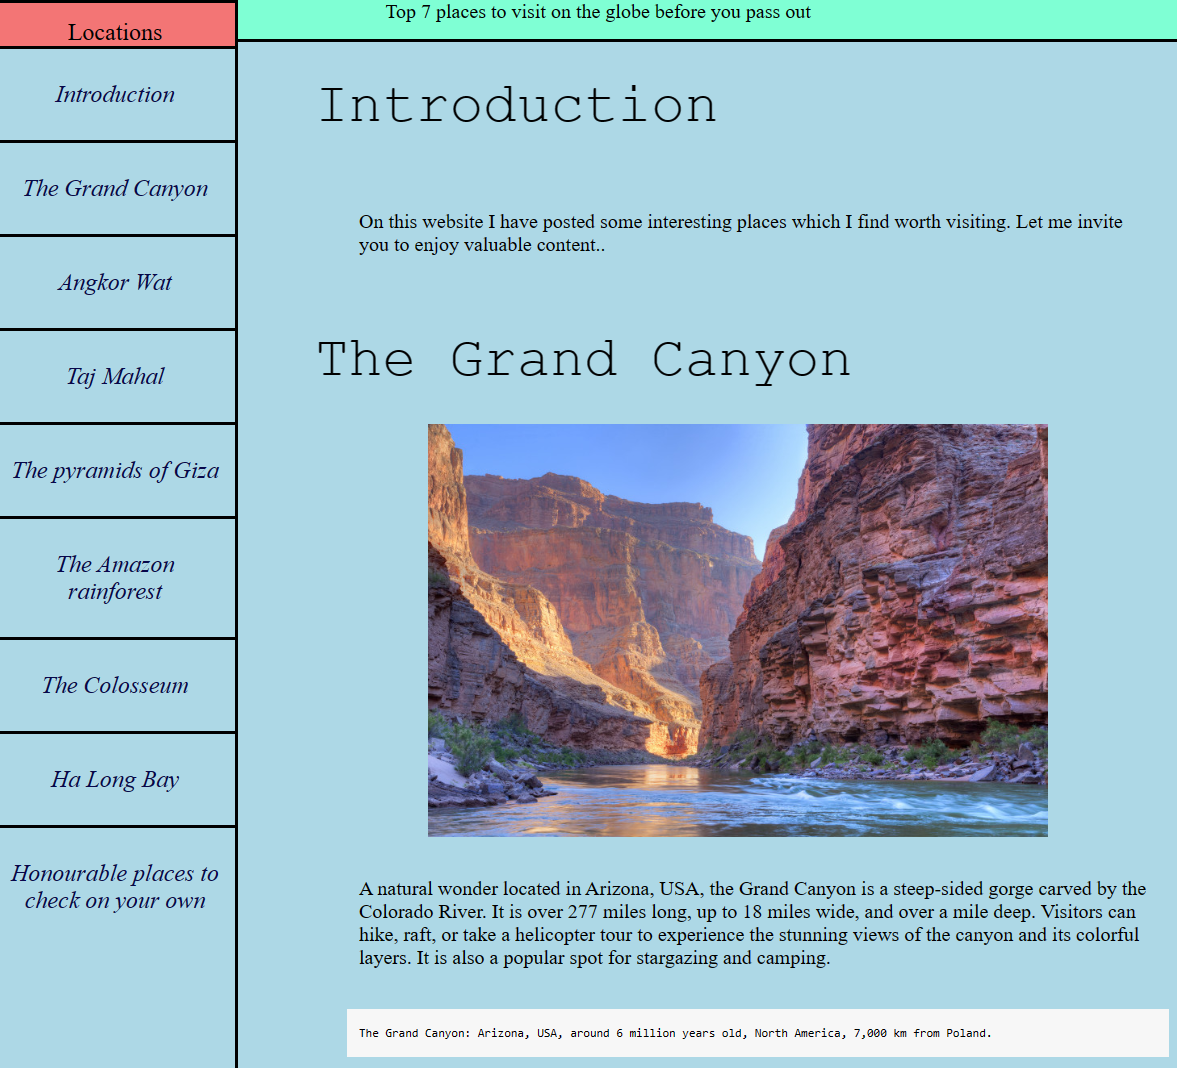 Locations
Introduction
The Grand Canyon
Angkor Wat
Taj Mahal
The pyramids of Giza
The Amazon
rainforest
The Colosseum
Ha Long Bay
Honourable places to
check on your own
Top 7 places to visit on the globe before you pass out
Introduction
On this website I have posted some interesting places which I find worth visiting. Let me invite
you to enjoy valuable content..
The Grand Canyon
A natural wonder located in Arizona, USA, the Grand Canyon is a steep-sided gorge carved by the
Colorado River. It is over 277 miles long, up to 18 miles wide, and over a mile deep. Visitors can
hike, raft, or take a helicopter tour to experience the stunning views of the canyon and its colorful
layers. It is also a popular spot for stargazing and camping.
The Grand Canyon: Arizona, USA, around 6 million years old, North America, 7,000 km from Poland.